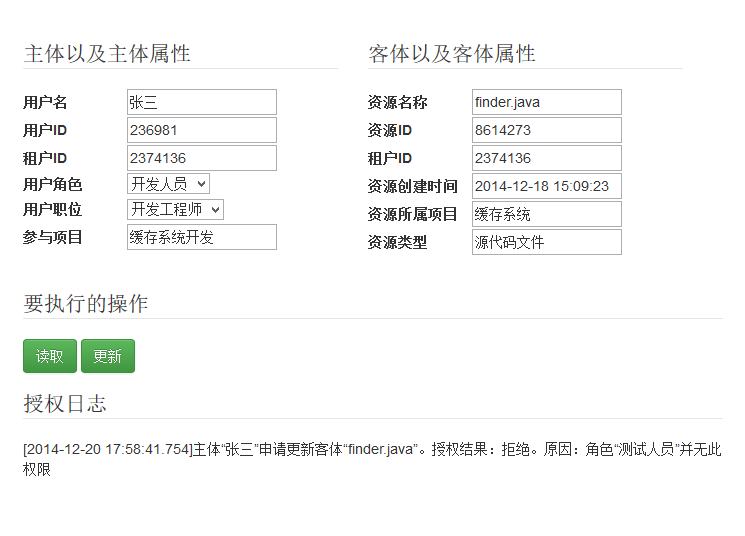 主体以及主体属性
用户名 张三
用户ID 236981
租户ID 2374136
用户角色 开发人员
用户职位 开发工程师
参与项目 缓存系统开发
客体以及客体属性
资源名称 finder.java
资源ID 8614273
租户ID 2374136
资源创建时间 2014-12-18 15:09:23
资源所属项目 缓存系统
资源类型 源代码文件
要执行的操作
读取 更新
授权日志
[2014-12-20 17:58:41.754]主体“张三”申请更新客体“finder.java”。授权结果：拒绝。原因：角色“测试人员”并无此
权限